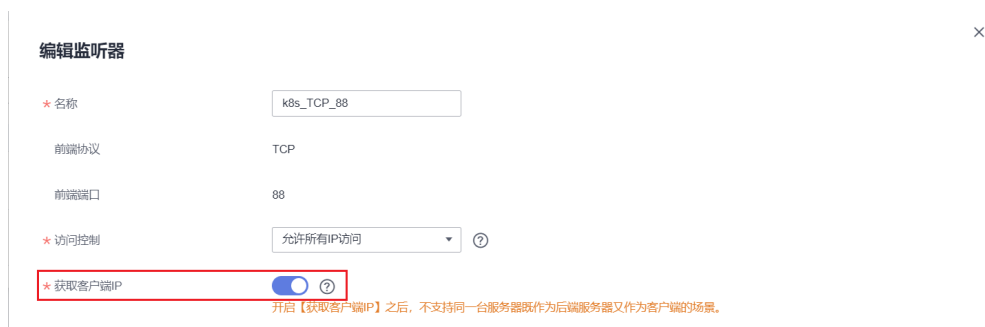 编辑监听器
* 名称 k8s_TCP_88
前端协议 TCP
前端端口 88
* 访问控制 允许所有IP访问 ?
* 获取客户端IP ?
开启【获取客户端IP】之后，不支持同一台服务器既作为后端服务器又作为客户端的场景。